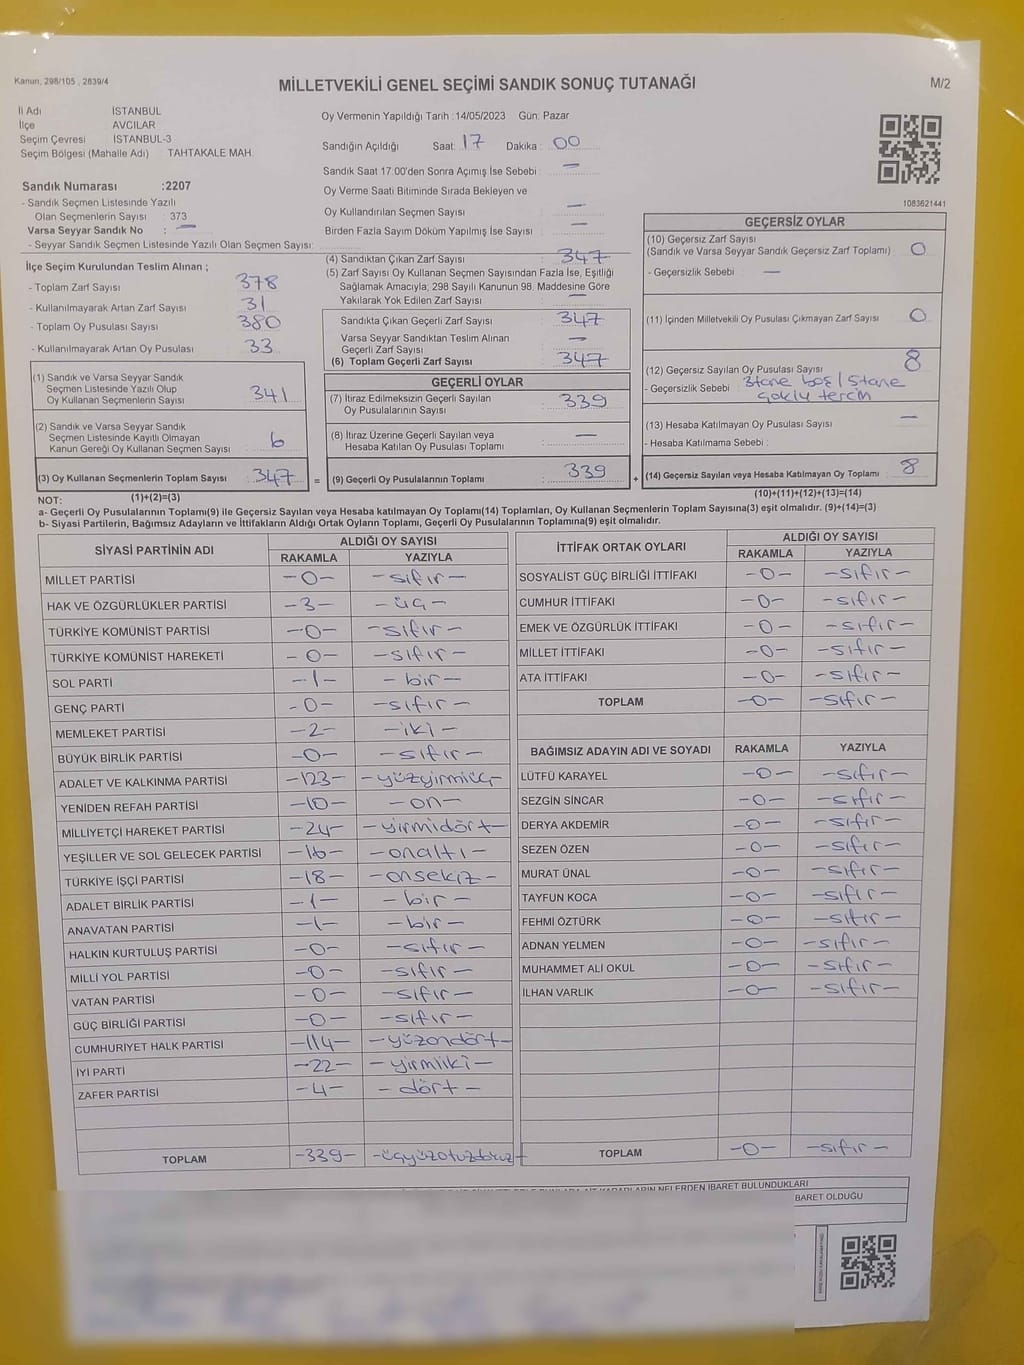 Kanun, 298/105 , 2839/4
MİLLETVEKİLİ GENEL SEÇİMİ SANDIK SONUÇ TUTANAĞI
M/2
İl Adı : İSTANBUL
İlçe : AVCILAR
Seçim Çevresi : İSTANBUL-3
Seçim Bölgesi (Mahalle Adı) : TAHTAKALE MAH.
Sandık Numarası :2207
- Sandık Seçmen Listesinde Yazılı
Olan Seçmenlerin Sayısı : 373
Varsa Seyyar Sandık No : —
- Seyyar Sandık Seçmen Listesinde Yazılı Olan Seçmen Sayısı:
İlçe Seçim Kurulundan Teslim Alınan ;
- Toplam Zarf Sayısı : 378
- Kullanılmayarak Artan Zarf Sayısı : 31
- Toplam Oy Pusulası Sayısı : 380
- Kullanılmayarak Artan Oy Pusulası : 33
(1) Sandık ve Varsa Seyyar Sandık
Seçmen Listesinde Yazılı Olup
Oy Kullanan Seçmenlerin Sayısı : 341
(2) Sandık ve Varsa Seyyar Sandık
Seçmen Listesinde Kayıtlı Olmayan
Kanun Gereği Oy Kullanan Seçmen Sayısı : 6
(3) Oy Kullanan Seçmenlerin Toplam Sayısı : 347
Oy Vermenin Yapıldığı Tarih :14/05/2023 Gün: Pazar
Sandığın Açıldığı Saat: 17 Dakika : 00
Sandık Saat 17:00'den Sonra Açımış İse Sebebi : —
Oy Verme Saati Bitiminde Sırada Bekleyen ve
Oy Kullandırılan Seçmen Sayısı : —
Birden Fazla Sayım Döküm Yapılmış İse Sayısı : —
(4) Sandıktan Çıkan Zarf Sayısı : 347
(5) Zarf Sayısı Oy Kullanan Seçmen Sayısından Fazla İse, Eşitliği
Sağlamak Amacıyla; 298 Sayılı Kanunun 98. Maddesine Göre
Yakılarak Yok Edilen Zarf Sayısı : —
Sandıkta Çıkan Geçerli Zarf Sayısı : 347
Varsa Seyyar Sandıktan Teslim Alınan
Geçerli Zarf Sayısı : —
(6) Toplam Geçerli Zarf Sayısı : 347
GEÇERLİ OYLAR
(7) İtiraz Edilmeksizin Geçerli Sayılan
Oy Pusulalarının Sayısı : 339
(8) İtiraz Üzerine Geçerli Sayılan veya
Hesaba Katılan Oy Pusulası Toplamı : —
= (9) Geçerli Oy Pusulalarının Toplamı : 339 +
1083621441
GEÇERSİZ OYLAR
(10) Geçersiz Zarf Sayısı
(Sandık ve Varsa Seyyar Sandık Geçersiz Zarf Toplamı) : 0
- Geçersizlik Sebebi : —
(11) İçinden Milletvekili Oy Pusulası Çıkmayan Zarf Sayısı : 0
(12) Geçersiz Sayılan Oy Pusulası Sayısı : 8
- Geçersizlik Sebebi : 3tane boş / 5tane
çoklu tercih
(13) Hesaba Katılmayan Oy Pusulası Sayısı : —
- Hesaba Katılmama Sebebi :
(14) Geçersiz Sayılan veya Hesaba Katılmayan Oy Toplamı : 8
NOT: (1)+(2)=(3)
(10)+(11)+(12)+(13)=(14)
a- Geçerli Oy Pusulalarının Toplamı(9) ile Geçersiz Sayılan veya Hesaba katılmayan Oy Toplamı(14) Toplamları, Oy Kullanan Seçmenlerin Toplam Sayısına(3) eşit olmalıdır. (9)+(14)=(3)
b- Siyasi Partilerin, Bağımsız Adayların ve İttifakların Aldığı Ortak Oyların Toplamı, Geçerli Oy Pusulalarının Toplamına(9) eşit olmalıdır.
SİYASİ PARTİNİN ADI ALDIĞI OY SAYISI
RAKAMLA YAZIYLA
MİLLET PARTİSİ -0- -sıfır-
HAK VE ÖZGÜRLÜKLER PARTİSİ -3- -üç-
TÜRKİYE KOMÜNİST PARTİSİ -0- -sıfır-
TÜRKİYE KOMÜNİST HAREKETİ -0- -sıfır-
SOL PARTİ -1- -bir-
GENÇ PARTİ -0- -sıfır-
MEMLEKET PARTİSİ -2- -iki-
BÜYÜK BİRLİK PARTİSİ -0- -sıfır-
ADALET VE KALKINMA PARTİSİ -123- -yüzyirmiüç-
YENİDEN REFAH PARTİSİ -10- -on-
MİLLİYETÇİ HAREKET PARTİSİ -24- -yirmidört-
YEŞİLLER VE SOL GELECEK PARTİSİ -16- -onaltı-
TÜRKİYE İŞÇİ PARTİSİ -18- -onsekiz-
ADALET BİRLİK PARTİSİ -1- -bir-
ANAVATAN PARTİSİ -1- -bir-
HALKIN KURTULUŞ PARTİSİ -0- -sıfır-
MİLLİ YOL PARTİSİ -0- -sıfır-
VATAN PARTİSİ -0- -sıfır-
GÜÇ BİRLİĞİ PARTİSİ -0- -sıfır-
CUMHURİYET HALK PARTİSİ -114- -yüzondört-
İYİ PARTİ -22- -yirmiiki-
ZAFER PARTİSİ -4- -dört-
TOPLAM -339- -üçyüzotuzdokuz-
İTTİFAK ORTAK OYLARI ALDIĞI OY SAYISI
RAKAMLA YAZIYLA
SOSYALİST GÜÇ BİRLİĞİ İTTİFAKI -0- -sıfır-
CUMHUR İTTİFAKI -0- -sıfır-
EMEK VE ÖZGÜRLÜK İTTİFAKI -0- -sıfır-
MİLLET İTTİFAKI -0- -sıfır-
ATA İTTİFAKI -0- -sıfır-
TOPLAM -0- -sıfır-
BAĞIMSIZ ADAYIN ADI VE SOYADI RAKAMLA YAZIYLA
LÜTFÜ KARAYEL -0- -sıfır-
SEZGİN SİNCAR -0- -sıfır-
DERYA AKDEMİR -0- -sıfır-
SEZEN ÖZEN -0- -sıfır-
MURAT ÜNAL -0- -sıfır-
TAYFUN KOCA -0- -sıfır-
FEHMİ ÖZTÜRK -0- -sıfır-
ADNAN YELMEN -0- -sıfır-
MUHAMMET ALİ OKUL -0- -sıfır-
İLHAN VARLIK -0- -sıfır-
TOPLAM -0- -sıfır-
NELERDEN İBARET BULUNDUKLARI
BARET OLDUĞU